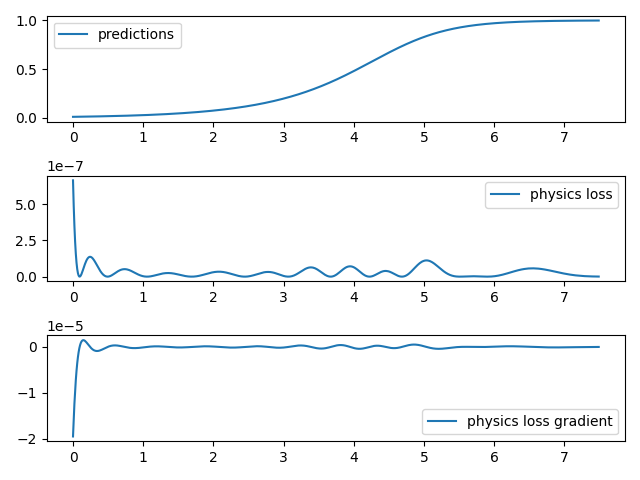 1.0
predictions
0.5
0.0
0 1 2 3 4 5 6 7
1e−7
physics loss
5.0
2.5
0.0
0 1 2 3 4 5 6 7
1e−5
0
−1
physics loss gradient
−2
0 1 2 3 4 5 6 7